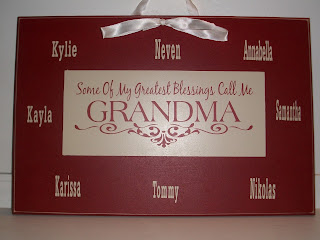 Kylie Neven Annabella
Some Of My Greatest Blessings Call Me
GRANDMA
Kayla Samantha
Karissa Tommy Nikolas